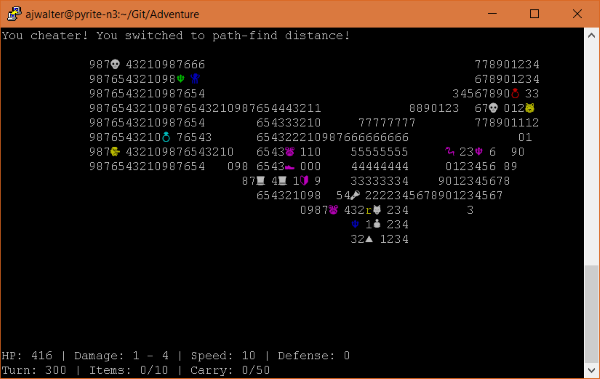 ajwalter@pyrite-n3:~/Git/Adventure
You cheater! You switched to path-find distance!
987 43210987666 778901234
987654321098 678901234
9876543210987654 34567890 33
98765432109876543210987654443211 8890123 67 012
9876543210987654 654333210 77777777 778901112
9876543210 76543 654322210987666666666 01
987 432109876543210 6543 110 55555555 23 6 90
9876543210987654 098 6543 000 44444444 0123456 89
87 4 1 9 33333334 9012345678
654321098 54 2222345678901234567
0987 432r 234 3
1 234
32 1234
HP: 416 | Damage: 1 - 4 | Speed: 10 | Defense: 0
Turn: 300 | Items: 0/10 | Carry: 0/50